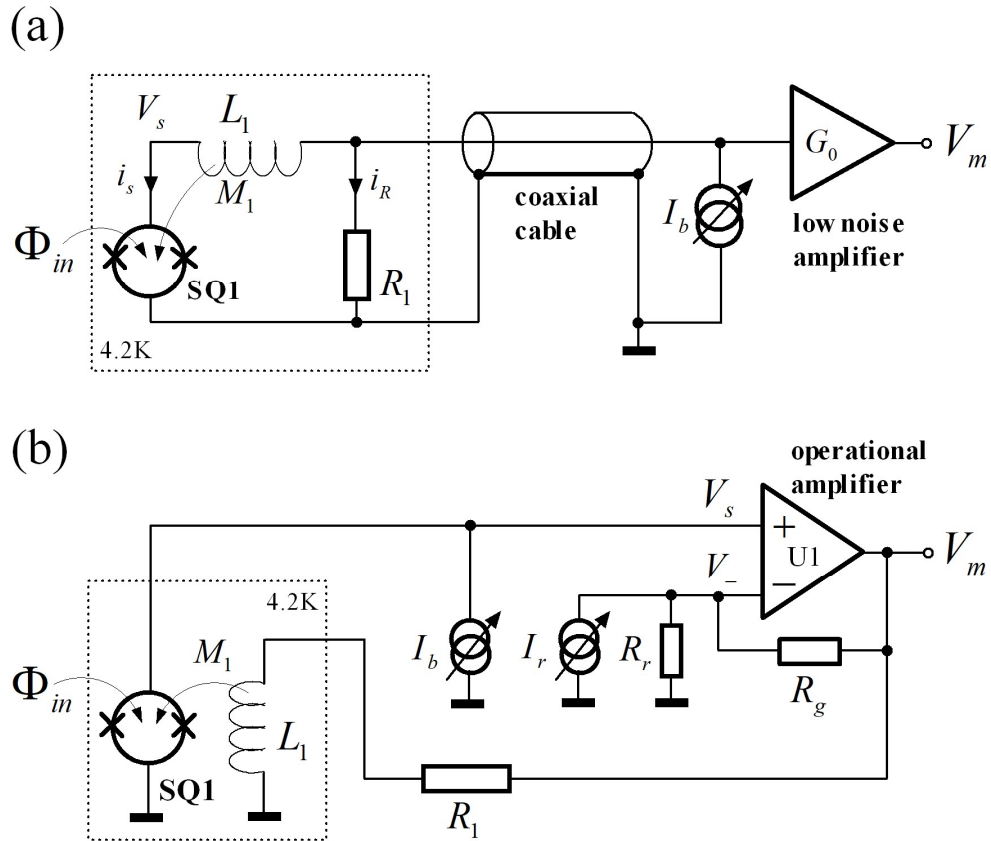 (a)
V_s
L_1
i_s
M_1
i_R
Φ_in
SQ1
R_1
4.2K
coaxial
cable
I_b
G_0
V_m
low noise
amplifier
(b)
operational
amplifier
V_s
+
U1
V_m
V_−
−
4.2K
M_1
I_b
I_r
R_r
R_g
Φ_in
L_1
SQ1
R_1